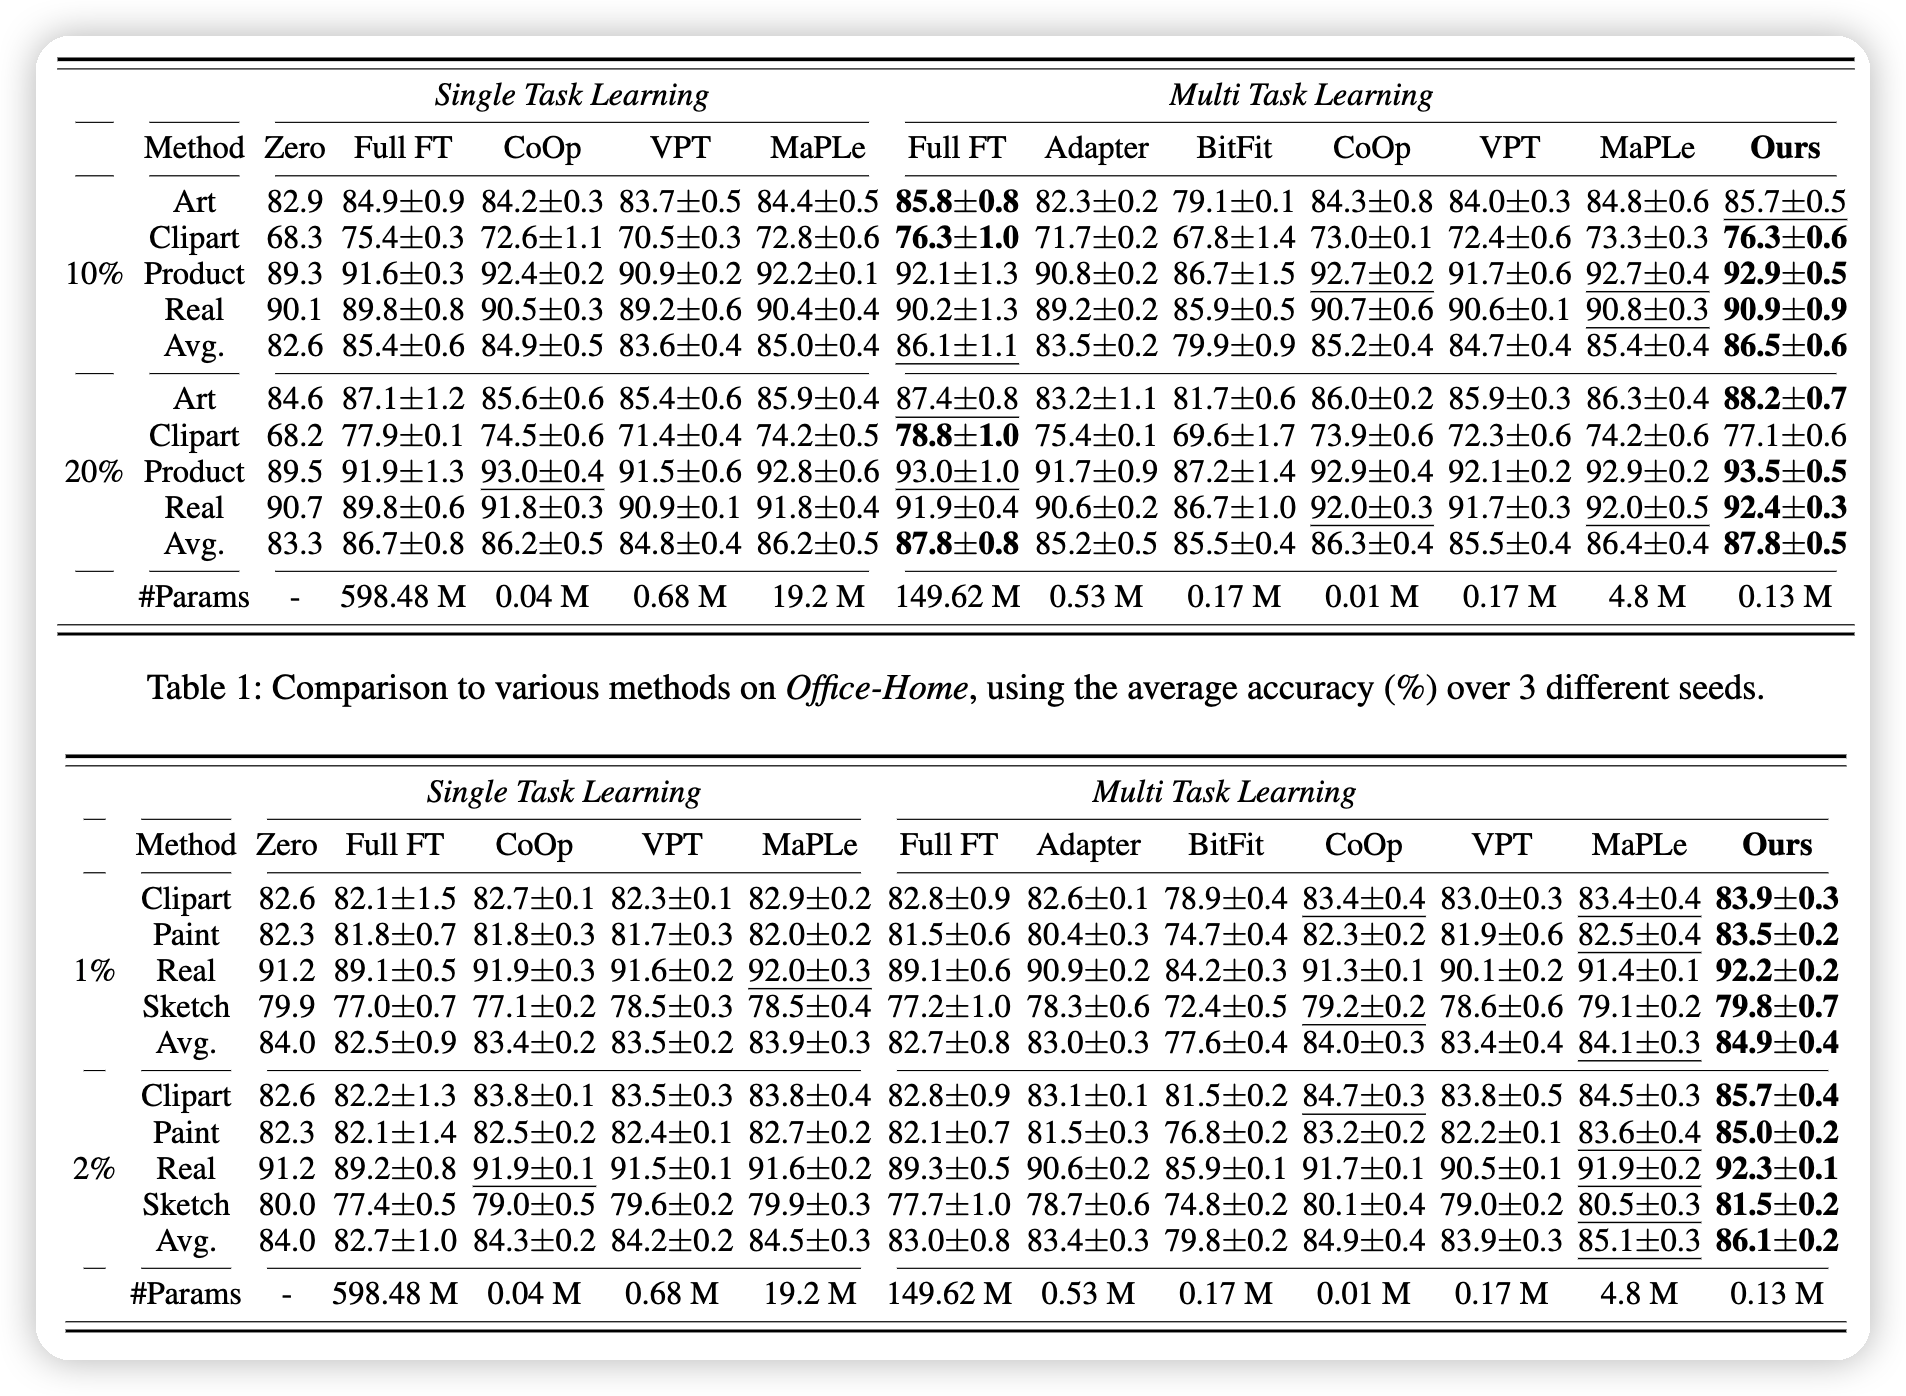 Single Task Learning Multi Task Learning
Method Zero Full FT CoOp VPT MaPLe Full FT Adapter BitFit CoOp VPT MaPLe Ours
Art 82.9 84.9±0.9 84.2±0.3 83.7±0.5 84.4±0.5 85.8±0.8 82.3±0.2 79.1±0.1 84.3±0.8 84.0±0.3 84.8±0.6 85.7±0.5
Clipart 68.3 75.4±0.3 72.6±1.1 70.5±0.3 72.8±0.6 76.3±1.0 71.7±0.2 67.8±1.4 73.0±0.1 72.4±0.6 73.3±0.3 76.3±0.6
10% Product 89.3 91.6±0.3 92.4±0.2 90.9±0.2 92.2±0.1 92.1±1.3 90.8±0.2 86.7±1.5 92.7±0.2 91.7±0.6 92.7±0.4 92.9±0.5
Real 90.1 89.8±0.8 90.5±0.3 89.2±0.6 90.4±0.4 90.2±1.3 89.2±0.2 85.9±0.5 90.7±0.6 90.6±0.1 90.8±0.3 90.9±0.9
Avg. 82.6 85.4±0.6 84.9±0.5 83.6±0.4 85.0±0.4 86.1±1.1 83.5±0.2 79.9±0.9 85.2±0.4 84.7±0.4 85.4±0.4 86.5±0.6
Art 84.6 87.1±1.2 85.6±0.6 85.4±0.6 85.9±0.4 87.4±0.8 83.2±1.1 81.7±0.6 86.0±0.2 85.9±0.3 86.3±0.4 88.2±0.7
Clipart 68.2 77.9±0.1 74.5±0.6 71.4±0.4 74.2±0.5 78.8±1.0 75.4±0.1 69.6±1.7 73.9±0.6 72.3±0.6 74.2±0.6 77.1±0.6
20% Product 89.5 91.9±1.3 93.0±0.4 91.5±0.6 92.8±0.6 93.0±1.0 91.7±0.9 87.2±1.4 92.9±0.4 92.1±0.2 92.9±0.2 93.5±0.5
Real 90.7 89.8±0.6 91.8±0.3 90.9±0.1 91.8±0.4 91.9±0.4 90.6±0.2 86.7±1.0 92.0±0.3 91.7±0.3 92.0±0.5 92.4±0.3
Avg. 83.3 86.7±0.8 86.2±0.5 84.8±0.4 86.2±0.5 87.8±0.8 85.2±0.5 85.5±0.4 86.3±0.4 85.5±0.4 86.4±0.4 87.8±0.5
#Params - 598.48 M 0.04 M 0.68 M 19.2 M 149.62 M 0.53 M 0.17 M 0.01 M 0.17 M 4.8 M 0.13 M
Table 1: Comparison to various methods on Office-Home, using the average accuracy (%) over 3 different seeds.
Single Task Learning Multi Task Learning
Method Zero Full FT CoOp VPT MaPLe Full FT Adapter BitFit CoOp VPT MaPLe Ours
Clipart 82.6 82.1±1.5 82.7±0.1 82.3±0.1 82.9±0.2 82.8±0.9 82.6±0.1 78.9±0.4 83.4±0.4 83.0±0.3 83.4±0.4 83.9±0.3
Paint 82.3 81.8±0.7 81.8±0.3 81.7±0.3 82.0±0.2 81.5±0.6 80.4±0.3 74.7±0.4 82.3±0.2 81.9±0.6 82.5±0.4 83.5±0.2
1% Real 91.2 89.1±0.5 91.9±0.3 91.6±0.2 92.0±0.3 89.1±0.6 90.9±0.2 84.2±0.3 91.3±0.1 90.1±0.2 91.4±0.1 92.2±0.2
Sketch 79.9 77.0±0.7 77.1±0.2 78.5±0.3 78.5±0.4 77.2±1.0 78.3±0.6 72.4±0.5 79.2±0.2 78.6±0.6 79.1±0.2 79.8±0.7
Avg. 84.0 82.5±0.9 83.4±0.2 83.5±0.2 83.9±0.3 82.7±0.8 83.0±0.3 77.6±0.4 84.0±0.3 83.4±0.4 84.1±0.3 84.9±0.4
Clipart 82.6 82.2±1.3 83.8±0.1 83.5±0.3 83.8±0.4 82.8±0.9 83.1±0.1 81.5±0.2 84.7±0.3 83.8±0.5 84.5±0.3 85.7±0.4
Paint 82.3 82.1±1.4 82.5±0.2 82.4±0.1 82.7±0.2 82.1±0.7 81.5±0.3 76.8±0.2 83.2±0.2 82.2±0.1 83.6±0.4 85.0±0.2
2% Real 91.2 89.2±0.8 91.9±0.1 91.5±0.1 91.6±0.2 89.3±0.5 90.6±0.2 85.9±0.1 91.7±0.1 90.5±0.1 91.9±0.2 92.3±0.1
Sketch 80.0 77.4±0.5 79.0±0.5 79.6±0.2 79.9±0.3 77.7±1.0 78.7±0.6 74.8±0.2 80.1±0.4 79.0±0.2 80.5±0.3 81.5±0.2
Avg. 84.0 82.7±1.0 84.3±0.2 84.2±0.2 84.5±0.3 83.0±0.8 83.4±0.3 79.8±0.2 84.9±0.4 83.9±0.3 85.1±0.3 86.1±0.2
#Params - 598.48 M 0.04 M 0.68 M 19.2 M 149.62 M 0.53 M 0.17 M 0.01 M 0.17 M 4.8 M 0.13 M